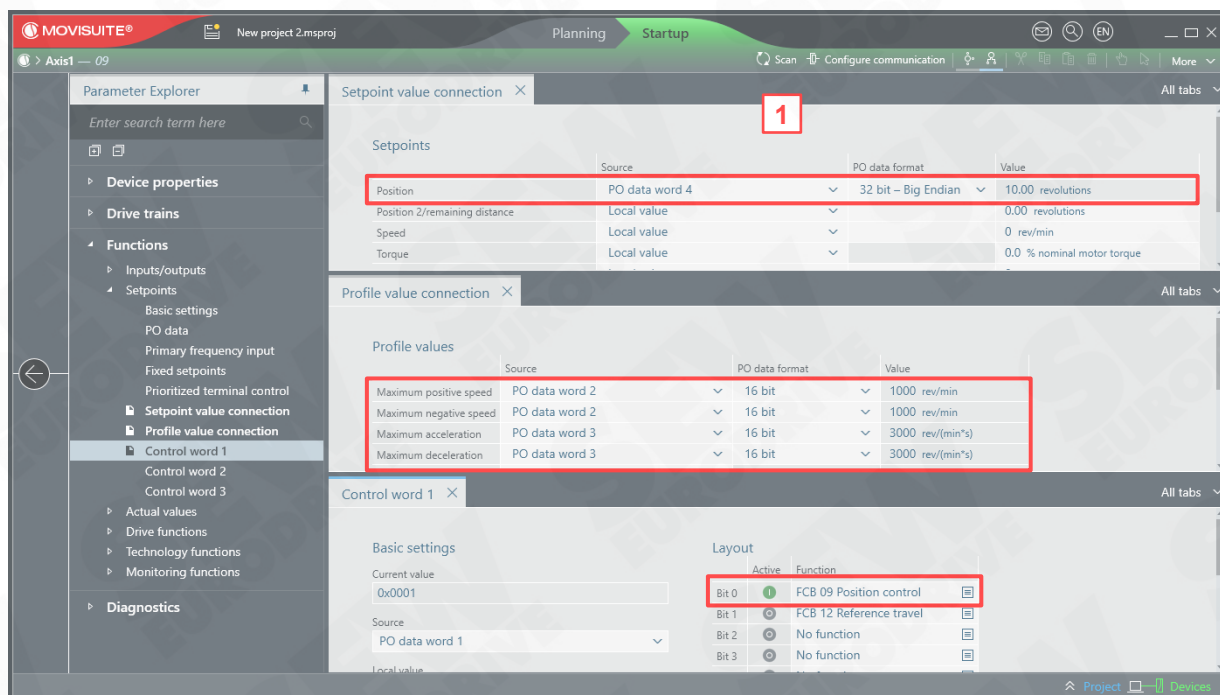 MOVISUITE®
New project 2.msproj
Planning
Startup
EN
Axis1 — 09
Scan
Configure communication
More
Parameter Explorer
Enter search term here
Device properties
Drive trains
Functions
Inputs/outputs
Setpoints
Basic settings
PO data
Primary frequency input
Fixed setpoints
Prioritized terminal control
Setpoint value connection
Profile value connection
Control word 1
Control word 2
Control word 3
Actual values
Drive functions
Technology functions
Monitoring functions
Diagnostics
Setpoint value connection
All tabs
1
Setpoints
Source PO data format Value
Position PO data word 4 32 bit – Big Endian 10.00 revolutions
Position 2/remaining distance Local value 0.00 revolutions
Speed Local value 0 rev/min
Torque Local value 0.0 % nominal motor torque
Profile value connection
All tabs
Profile values
Source PO data format Value
Maximum positive speed PO data word 2 16 bit 1000 rev/min
Maximum negative speed PO data word 2 16 bit 1000 rev/min
Maximum acceleration PO data word 3 16 bit 3000 rev/(min*s)
Maximum deceleration PO data word 3 16 bit 3000 rev/(min*s)
Control word 1
All tabs
Basic settings
Current value
0x0001
Source
PO data word 1
Local value
Layout
Active Function
Bit 0 FCB 09 Position control
Bit 1 FCB 12 Reference travel
Bit 2 No function
Bit 3 No function
Project
Devices